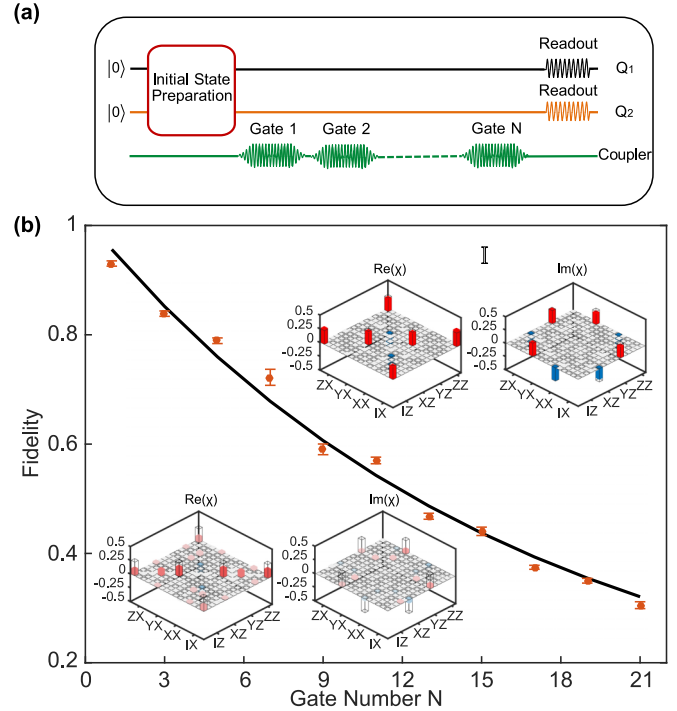 (a)
Readout
|0⟩ Initial State Preparation Q1
Readout
|0⟩ Q2
Gate 1 Gate 2 Gate N
Coupler
(b)
Fidelity
1
0.8
0.6
0.4
0.2
Re(χ)
0.5
0.25
0
-0.25
-0.5
ZX
YX
XX
IX
IZ
XZ
YZ
ZZ
Im(χ)
0.5
0.25
0
-0.25
-0.5
ZX
YX
XX
IX
IZ
XZ
YZ
ZZ
Re(χ)
0.5
0.25
0
-0.25
-0.5
ZX
YX
XX
IX
IZ
XZ
YZ
ZZ
Im(χ)
0.5
0.25
0
-0.25
-0.5
ZX
YX
XX
IX
IZ
XZ
YZ
ZZ
0 3 6 9 12 15 18 21
Gate Number N